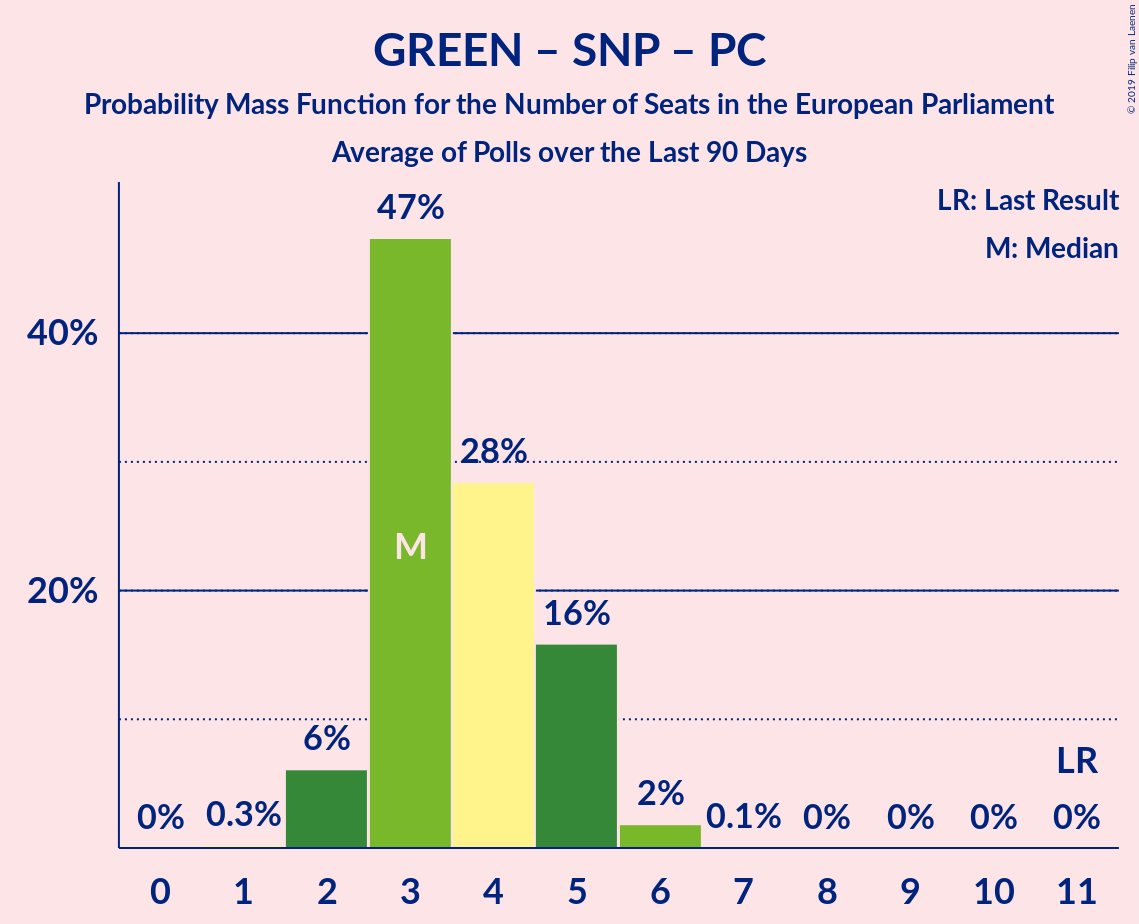 GREEN – SNP – PC
Probability Mass Function for the Number of Seats in the European Parliament
Average of Polls over the Last 90 Days
© 2019 Filip van Laenen
LR: Last Result
M: Median
47%
40%
28%
M
20%
16%
6%
LR
0%
0.3%
2%
0.1%
0%
0%
0%
0%
0 1 2 3 4 5 6 7 8 9 10 11